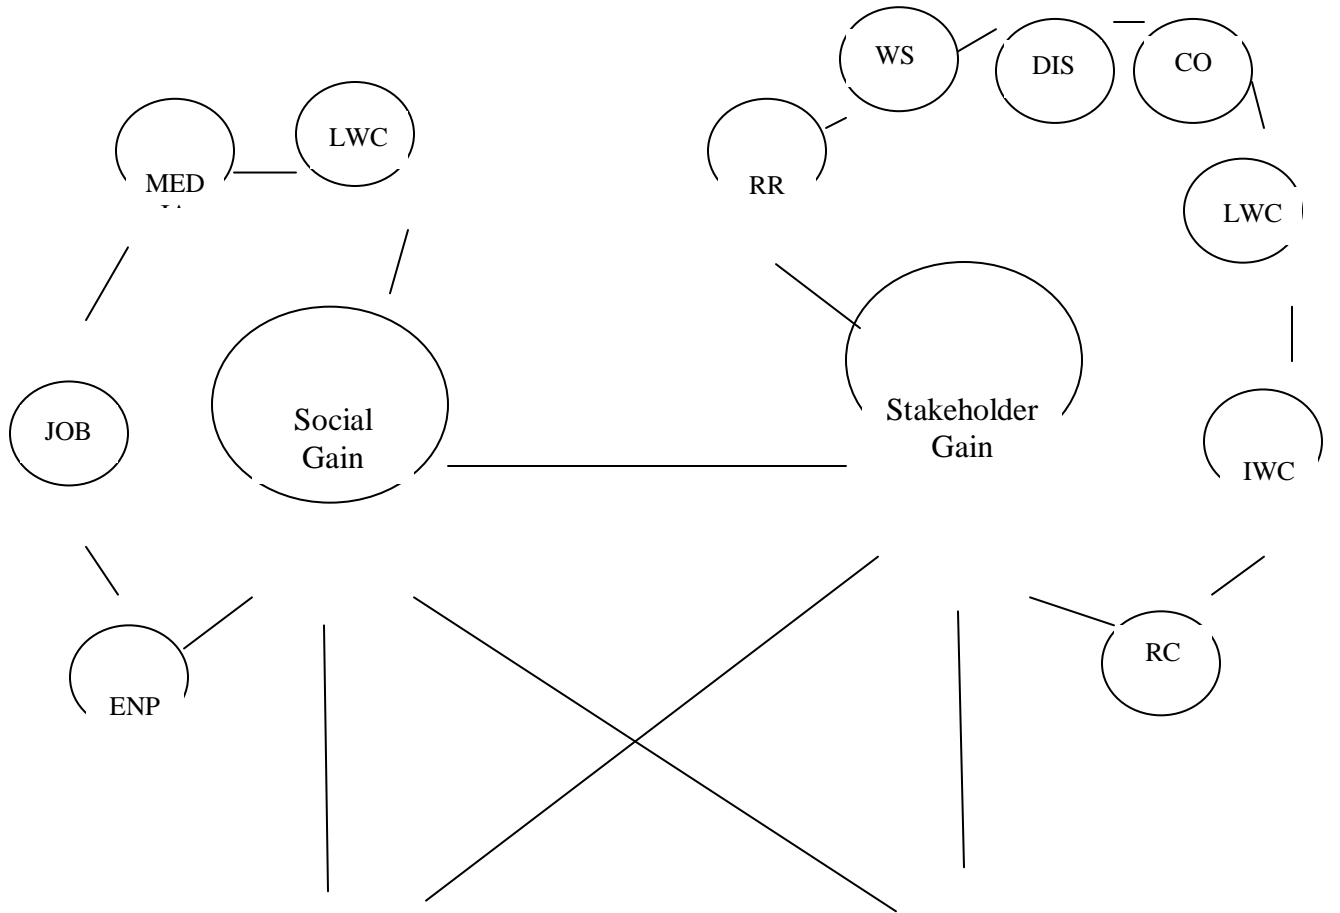 WS
DIS
CO
LWC
MED
RR
LWC
Social
Gain
Stakeholder
Gain
JOB
IWC
RC
ENP